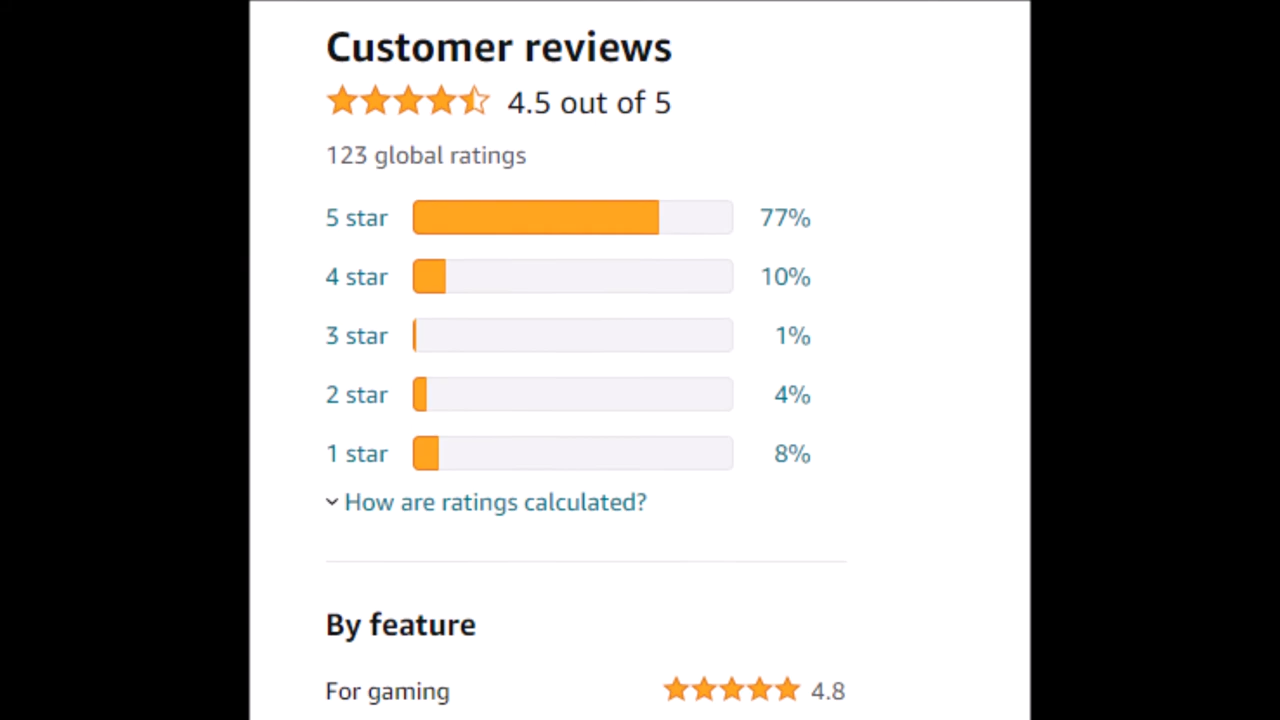 Customer reviews
4.5 out of 5
123 global ratings
5 star 77%
4 star 10%
3 star 1%
2 star 4%
1 star 8%
How are ratings calculated?
By feature
For gaming 4.8